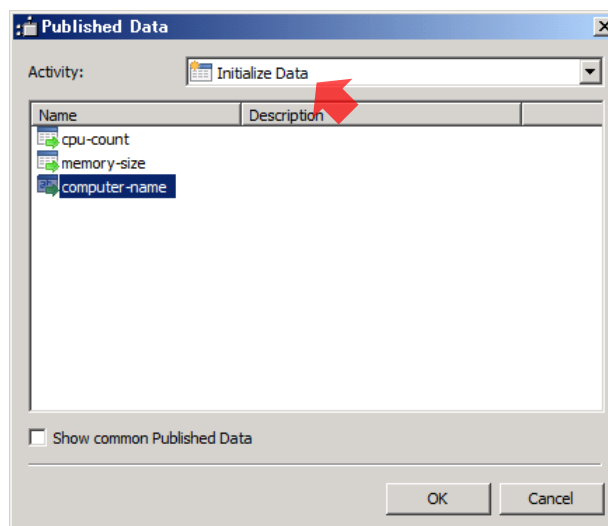 Published Data
Activity: Initialize Data
Name Description
cpu-count
memory-size
computer-name
Show common Published Data
OK Cancel